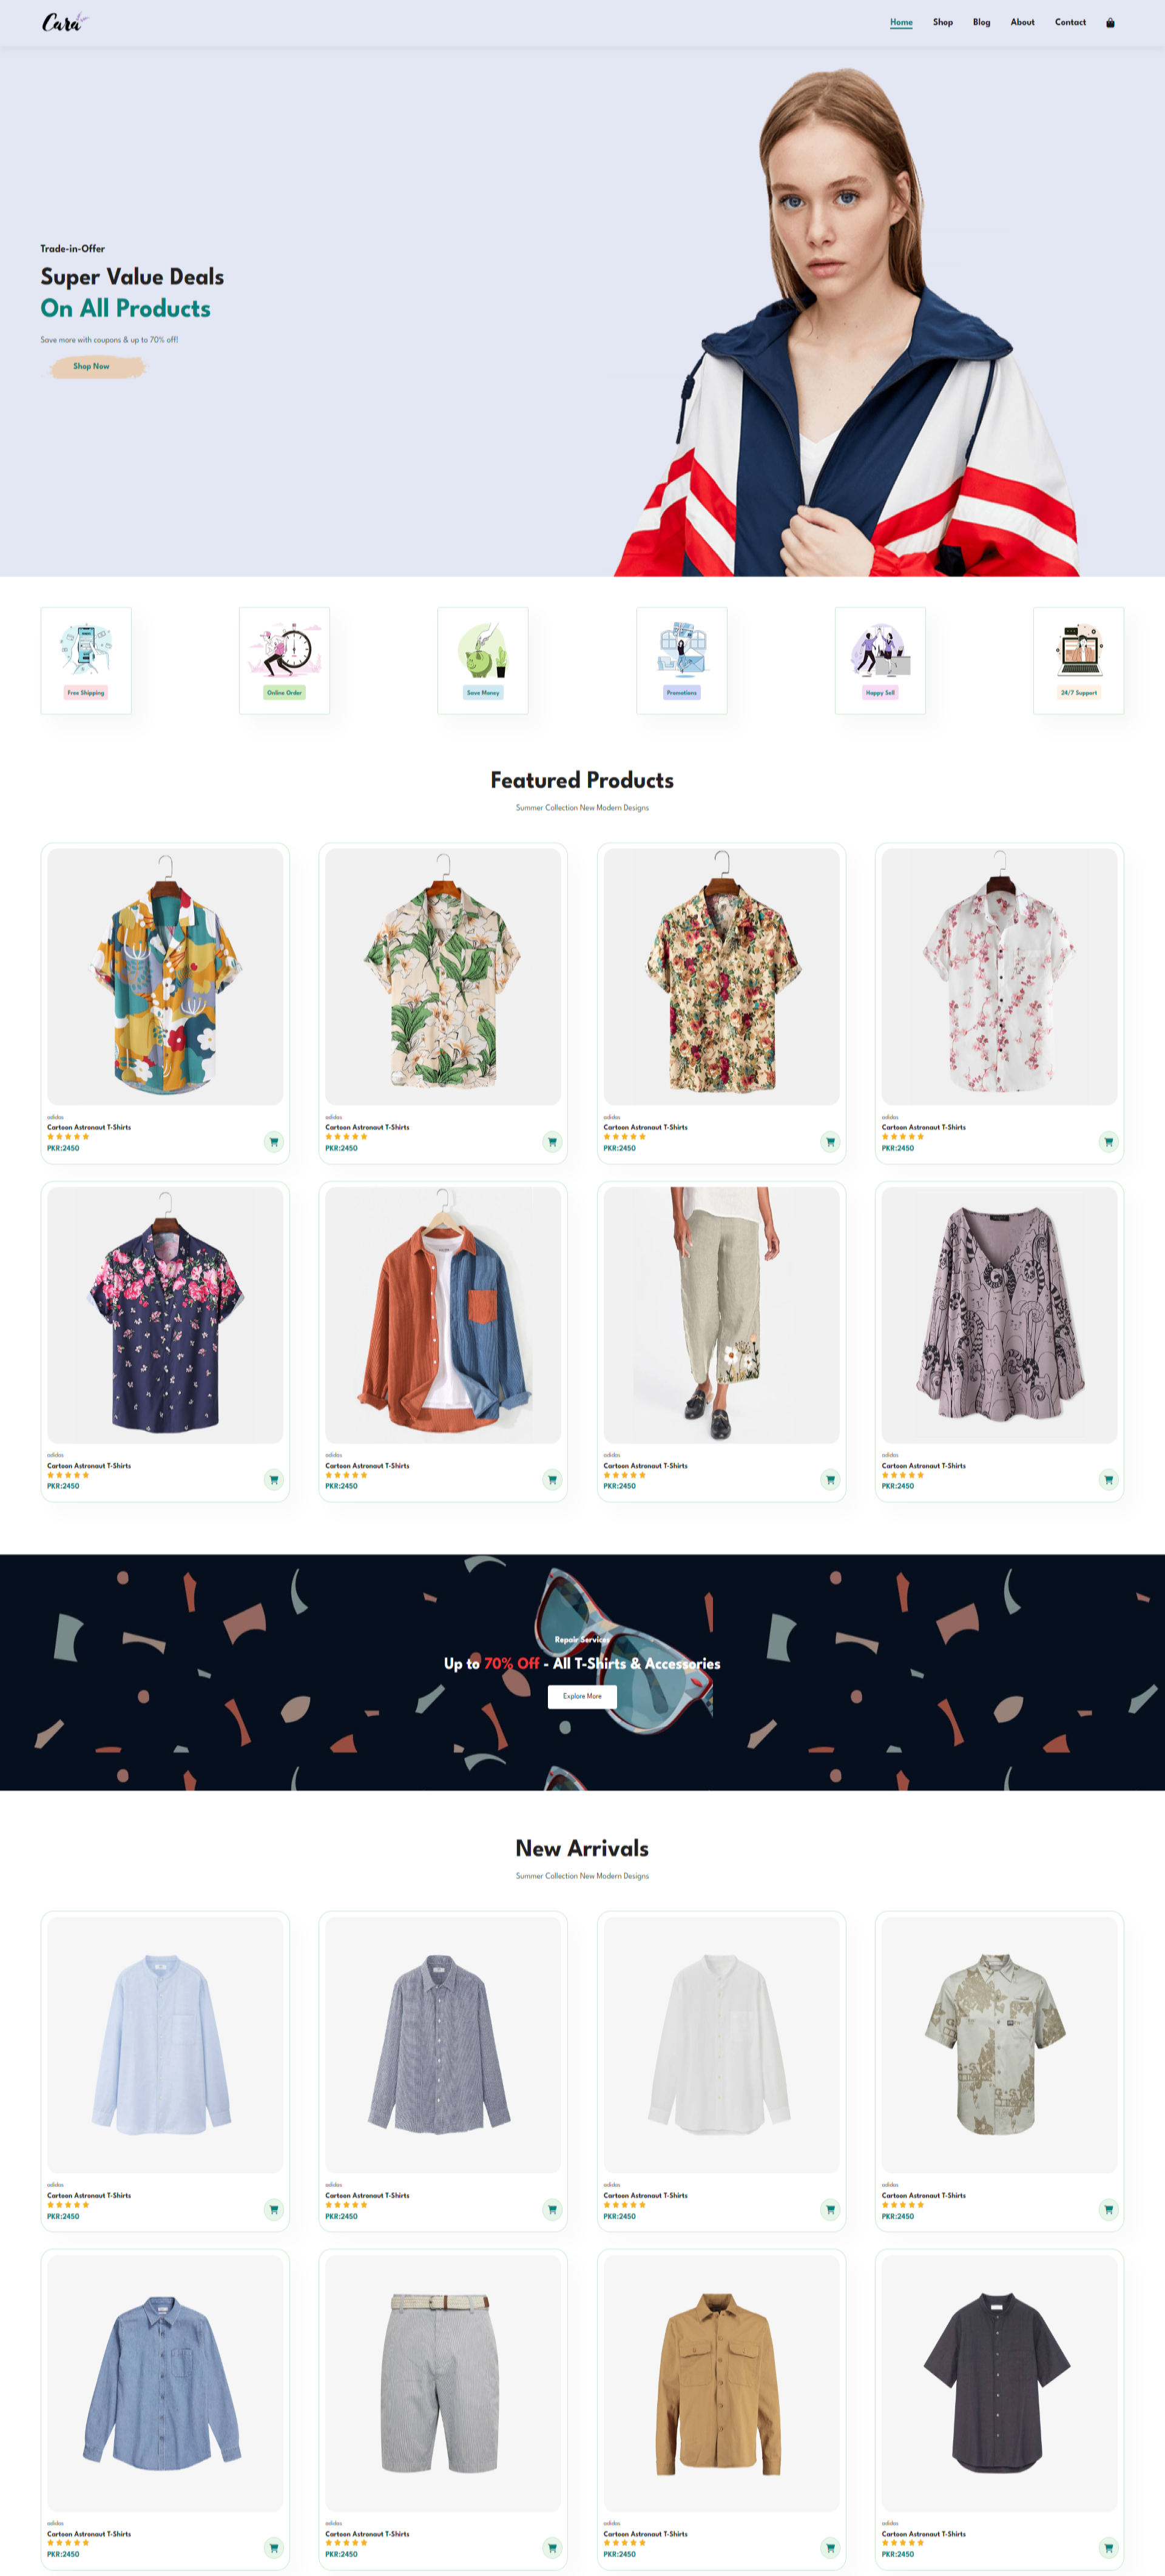 Cara
Home Shop Blog About Contact
Trade-in-Offer
Super Value Deals
On All Products
Save more with coupons & up to 70% off!
Shop Now
Free Shipping Online Order Save Money Promotions Happy Sell 24/7 Support
Featured Products
Summer Collection New Modern Designs
adidas adidas adidas adidas
Cartoon Astronaut T-Shirts Cartoon Astronaut T-Shirts Cartoon Astronaut T-Shirts Cartoon Astronaut T-Shirts
PKR:2450 PKR:2450 PKR:2450 PKR:2450
adidas adidas adidas adidas
Cartoon Astronaut T-Shirts Cartoon Astronaut T-Shirts Cartoon Astronaut T-Shirts Cartoon Astronaut T-Shirts
PKR:2450 PKR:2450 PKR:2450 PKR:2450
Repair Services
Up to 70% Off - All T-Shirts & Accessories
Explore More
New Arrivals
Summer Collection New Modern Designs
adidas adidas adidas adidas
Cartoon Astronaut T-Shirts Cartoon Astronaut T-Shirts Cartoon Astronaut T-Shirts Cartoon Astronaut T-Shirts
PKR:2450 PKR:2450 PKR:2450 PKR:2450
adidas adidas adidas adidas
Cartoon Astronaut T-Shirts Cartoon Astronaut T-Shirts Cartoon Astronaut T-Shirts Cartoon Astronaut T-Shirts
PKR:2450 PKR:2450 PKR:2450 PKR:2450